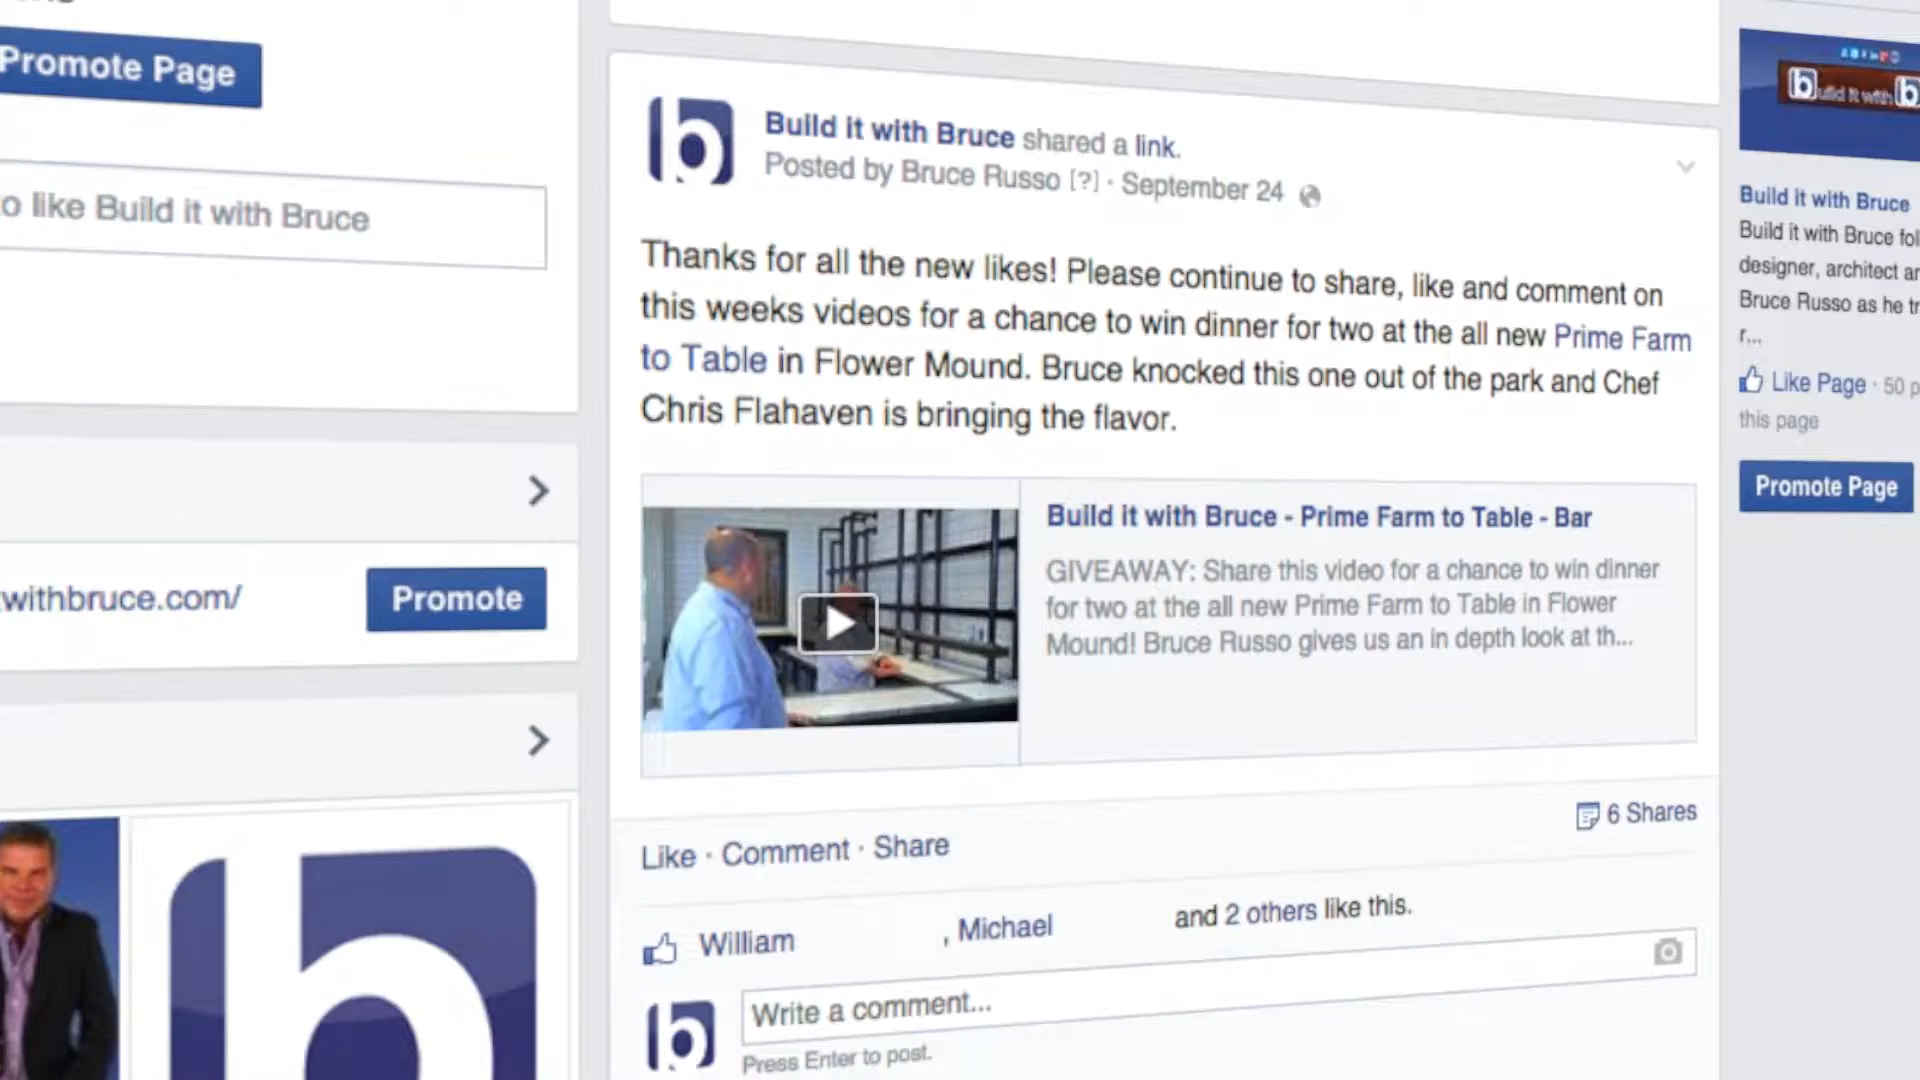 Promote Page
o like Build it with Bruce
withbruce.com/
Promote
Build it with Bruce shared a link.
Posted by Bruce Russo [?] · September 24
Thanks for all the new likes! Please continue to share, like and comment on
this weeks videos for a chance to win dinner for two at the all new Prime Farm
to Table in Flower Mound. Bruce knocked this one out of the park and Chef
Chris Flahaven is bringing the flavor.
Build it with Bruce - Prime Farm to Table - Bar
GIVEAWAY: Share this video for a chance to win dinner
for two at the all new Prime Farm to Table in Flower
Mound! Bruce Russo gives us an in depth look at th...
6 Shares
Like · Comment · Share
William , Michael and 2 others like this.
Write a comment...
Press Enter to post.
build it with b
Build it with Bruce
Build it with Bruce fol
designer, architect an
Bruce Russo as he tr
r...
Like Page · 50 p
this page
Promote Page